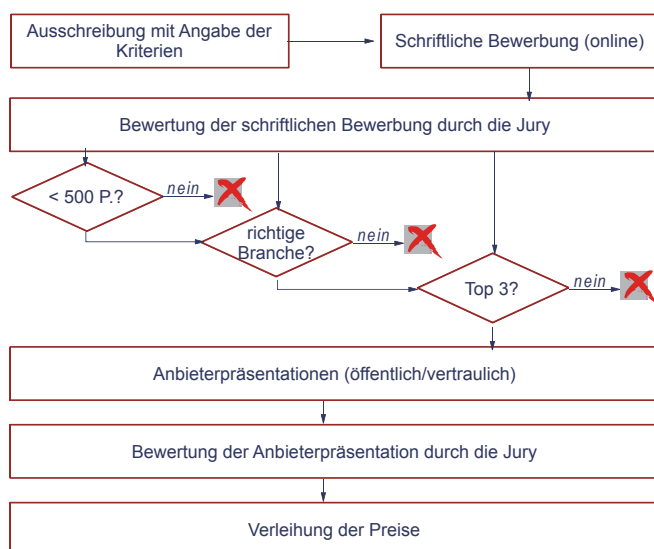 Ausschreibung mit Angabe der
Kriterien
Schriftliche Bewerbung (online)
Bewertung der schriftlichen Bewerbung durch die Jury
< 500 P.?
nein
richtige
Branche?
nein
Top 3?
nein
Anbieterpräsentationen (öffentlich/vertraulich)
Bewertung der Anbieterpräsentation durch die Jury
Verleihung der Preise